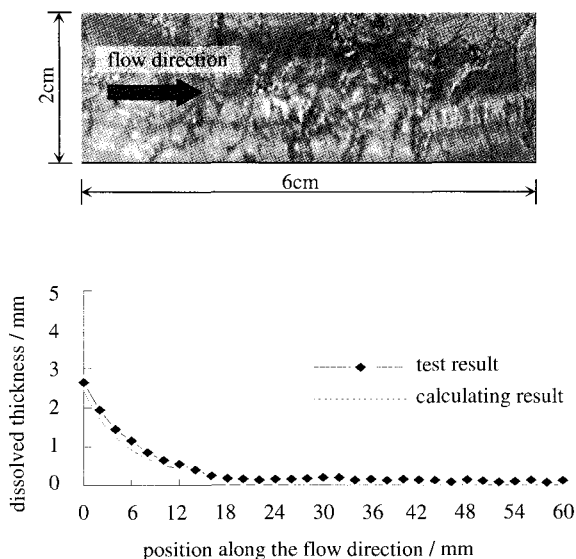 flow direction
2cm
6cm
5
4
3
2
1
0
dissolved thickness / mm
test result
calculating result
0 6 12 18 24 30 36 42 48 54 60
position along the flow direction / mm